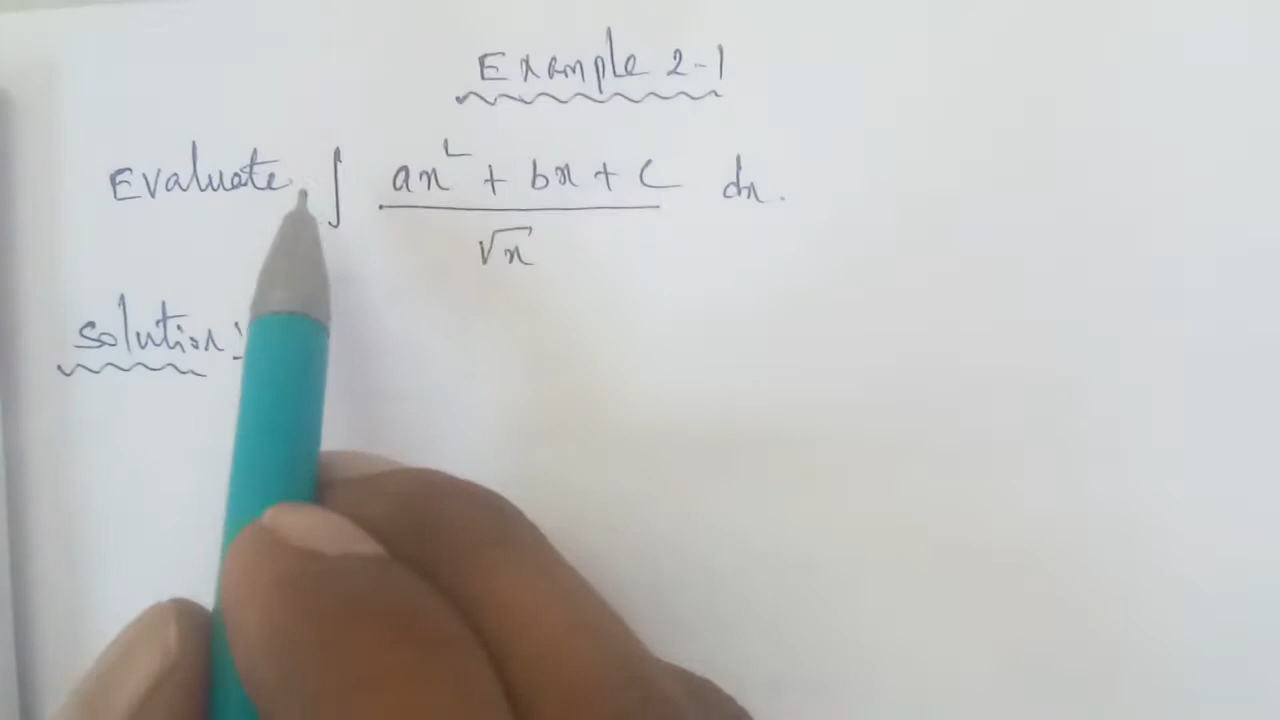 Example 2-1
Evaluate ∫ ax² + bx + c dx.
√x
Solution: